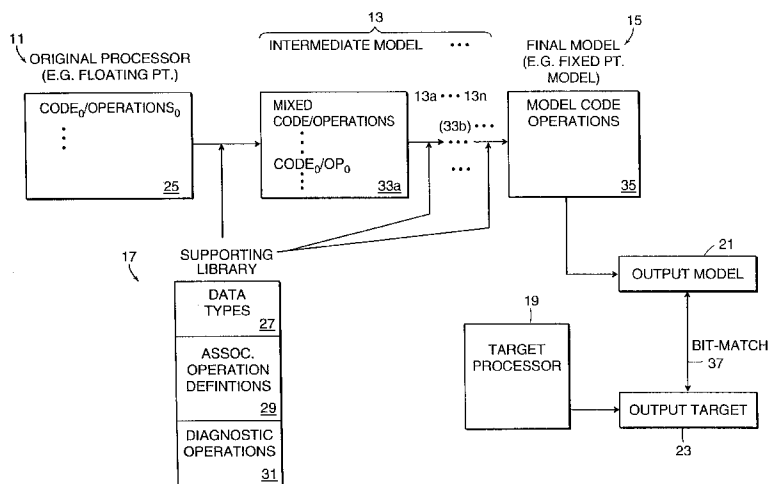 13
INTERMEDIATE MODEL ...
11
ORIGINAL PROCESSOR
(E.G. FLOATING PT.)
15
FINAL MODEL
(E.G. FIXED PT.
MODEL)
CODE0/OPERATIONS0
25
MIXED
CODE/OPERATIONS
CODE0/OP0
33a
13a ... 13n
(33b) ...
...
...
MODEL CODE
OPERATIONS
35
17
SUPPORTING
LIBRARY
DATA
TYPES
27
ASSOC.
OPERATION
DEFINTIONS
29
DIAGNOSTIC
OPERATIONS
31
19
TARGET
PROCESSOR
21
OUTPUT MODEL
BIT-MATCH
37
OUTPUT TARGET
23